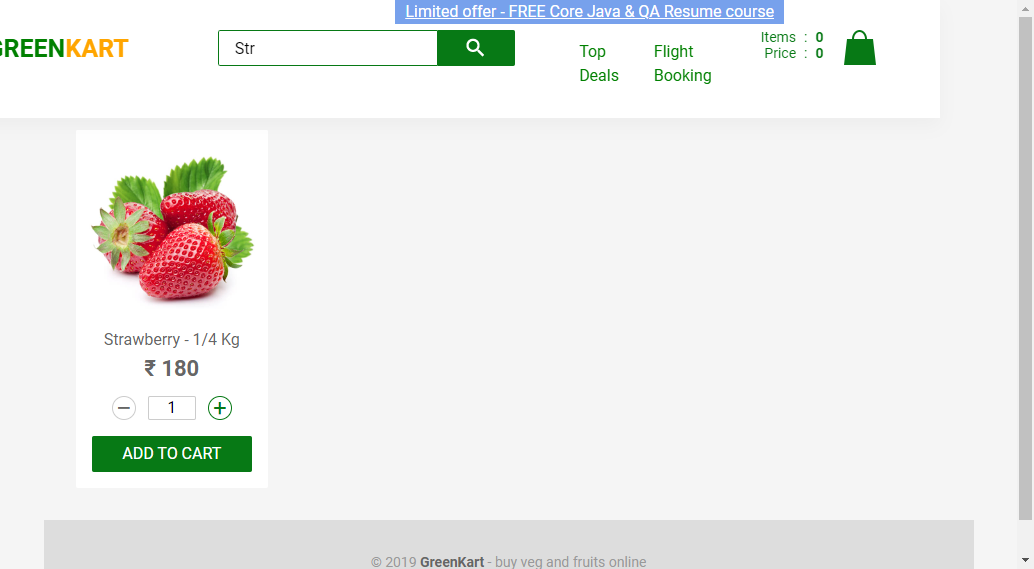 Limited offer - FREE Core Java & QA Resume course
GREENKART
Str
Top Deals
Flight Booking
Items : 0
Price : 0
Strawberry - 1/4 Kg
₹ 180
1
ADD TO CART
© 2019 GreenKart - buy veg and fruits online